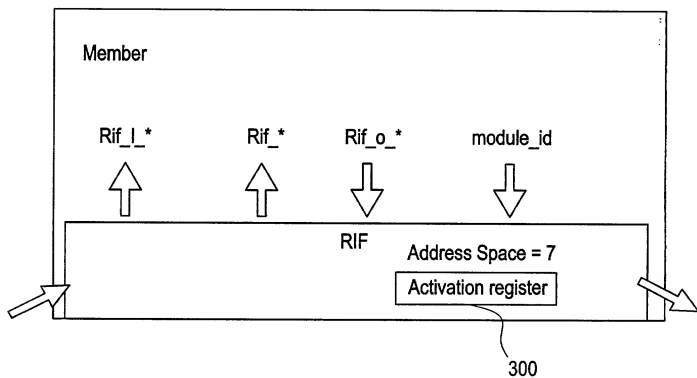 Member
Rif_I_* Rif_* Rif_o_* module_id
RIF
Address Space = 7
Activation register
300